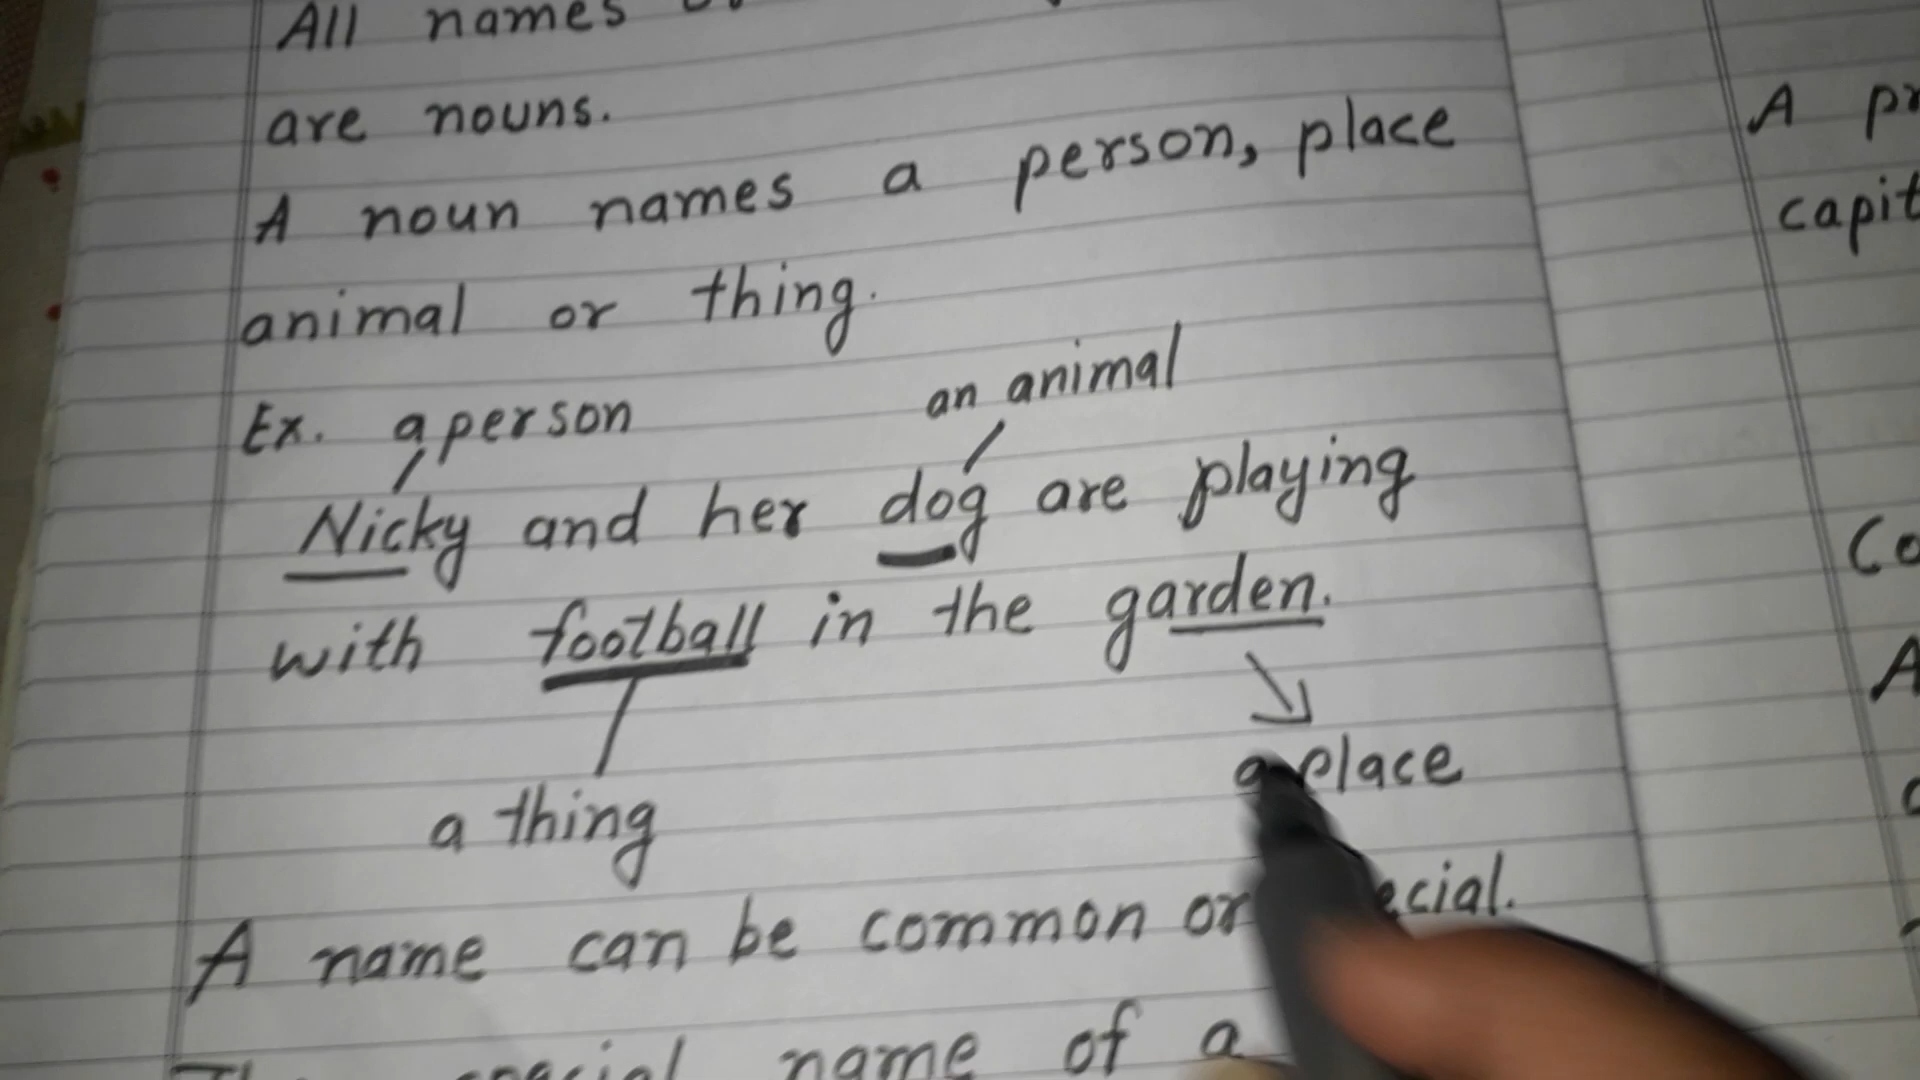 All names
are nouns.
A noun names a person, place
animal or thing.
Ex. a person an animal
Nicky and her dog are playing
with football in the garden.
a place
a thing
A name can be common or
name of a
A
capit
Co
A